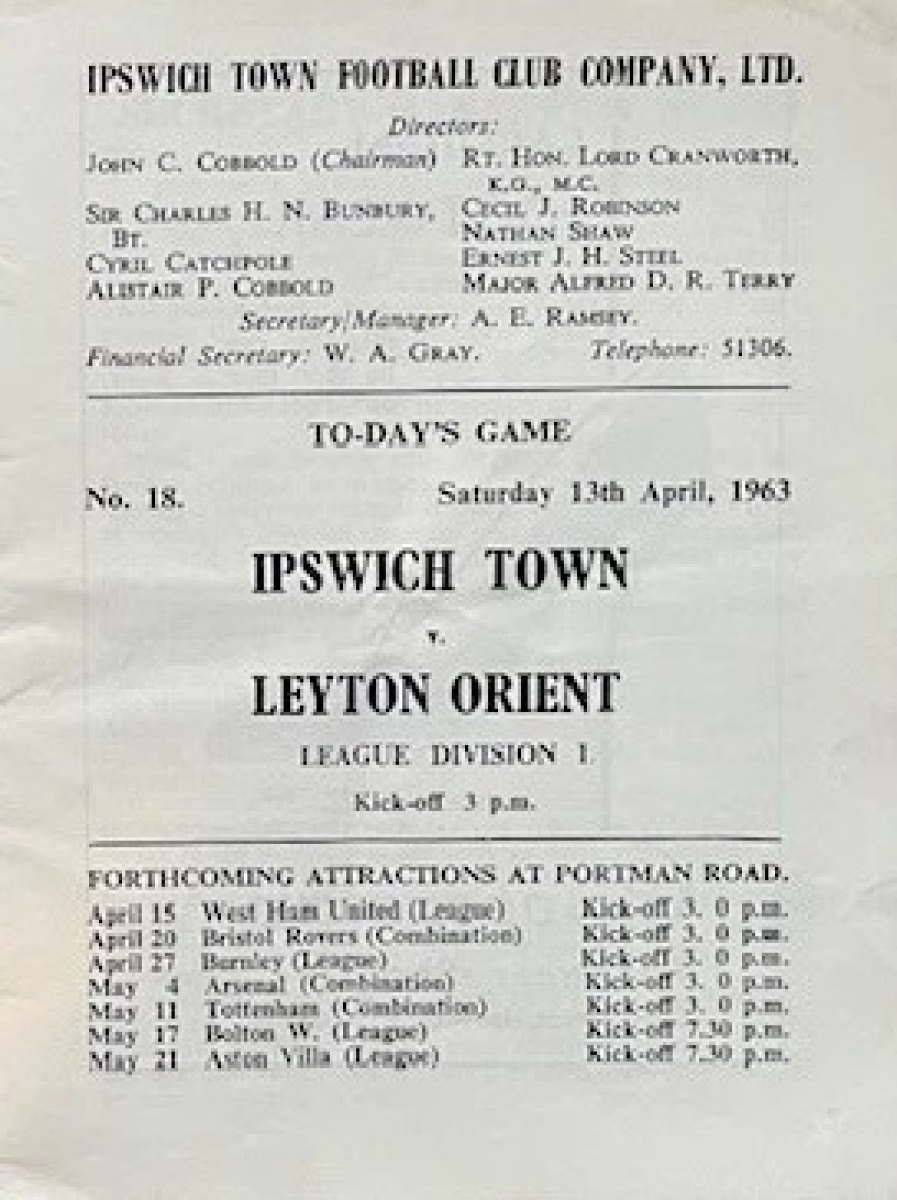 IPSWICH TOWN FOOTBALL CLUB COMPANY, LTD.
Directors:
JOHN C. COBBOLD (Chairman) RT. HON. LORD CRANWORTH, K.G., M.C.
SIR CHARLES H. N. BUNBURY, BT. CECIL J. ROBINSON
NATHAN SHAW
CYRIL CATCHPOLE ERNEST J. H. STEEL
ALISTAIR P. COBBOLD MAJOR ALFRED D. R. TERRY
Secretary/Manager: A. E. RAMSEY.
Financial Secretary: W. A. GRAY. Telephone: 51306.
TO-DAY'S GAME
No. 18. Saturday 13th April, 1963
IPSWICH TOWN
v.
LEYTON ORIENT
LEAGUE DIVISION 1.
Kick-off 3 p.m.
FORTHCOMING ATTRACTIONS AT PORTMAN ROAD.
April 15 West Ham United (League) Kick-off 3. 0 p.m.
April 20 Bristol Rovers (Combination) Kick-off 3. 0 p.m.
April 27 Burnley (League) Kick-off 3. 0 p.m.
May 4 Arsenal (Combination) Kick-off 3. 0 p.m.
May 11 Tottenham (Combination) Kick-off 3. 0 p.m.
May 17 Bolton W. (League) Kick-off 7.30 p.m.
May 21 Aston Villa (League) Kick-off 7.30 p.m.